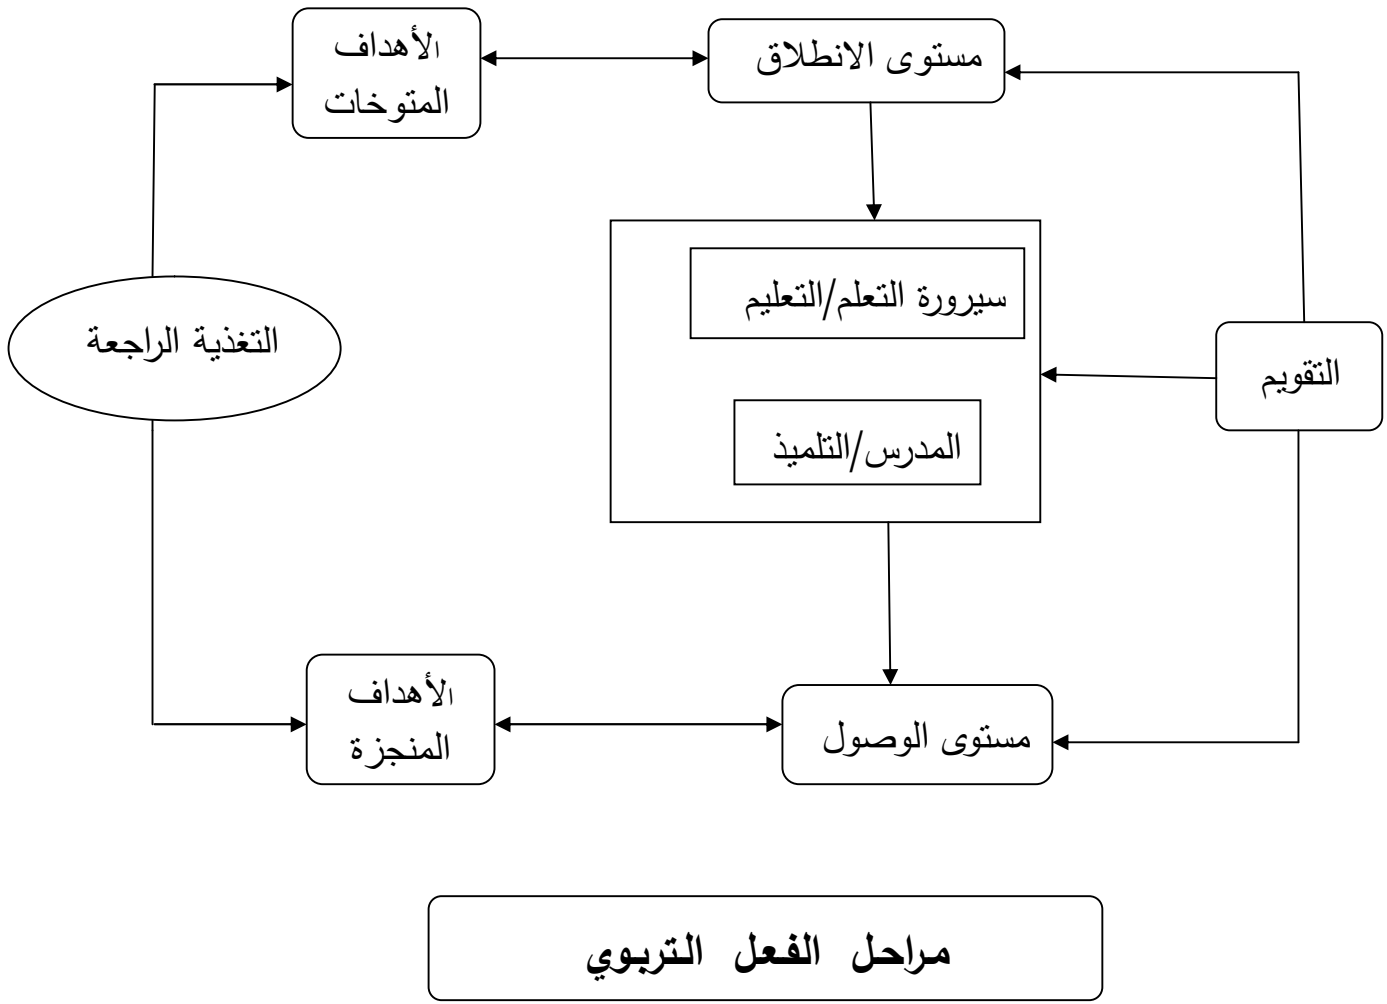 مستوى الانطلاق
الأهداف
المتوخات
سيرورة التعلم/التعليم
التغذية الراجعة
التقويم
المدرس/التلميذ
مستوى الوصول
الأهداف
المنجزة
مراحل الفعل التربوي